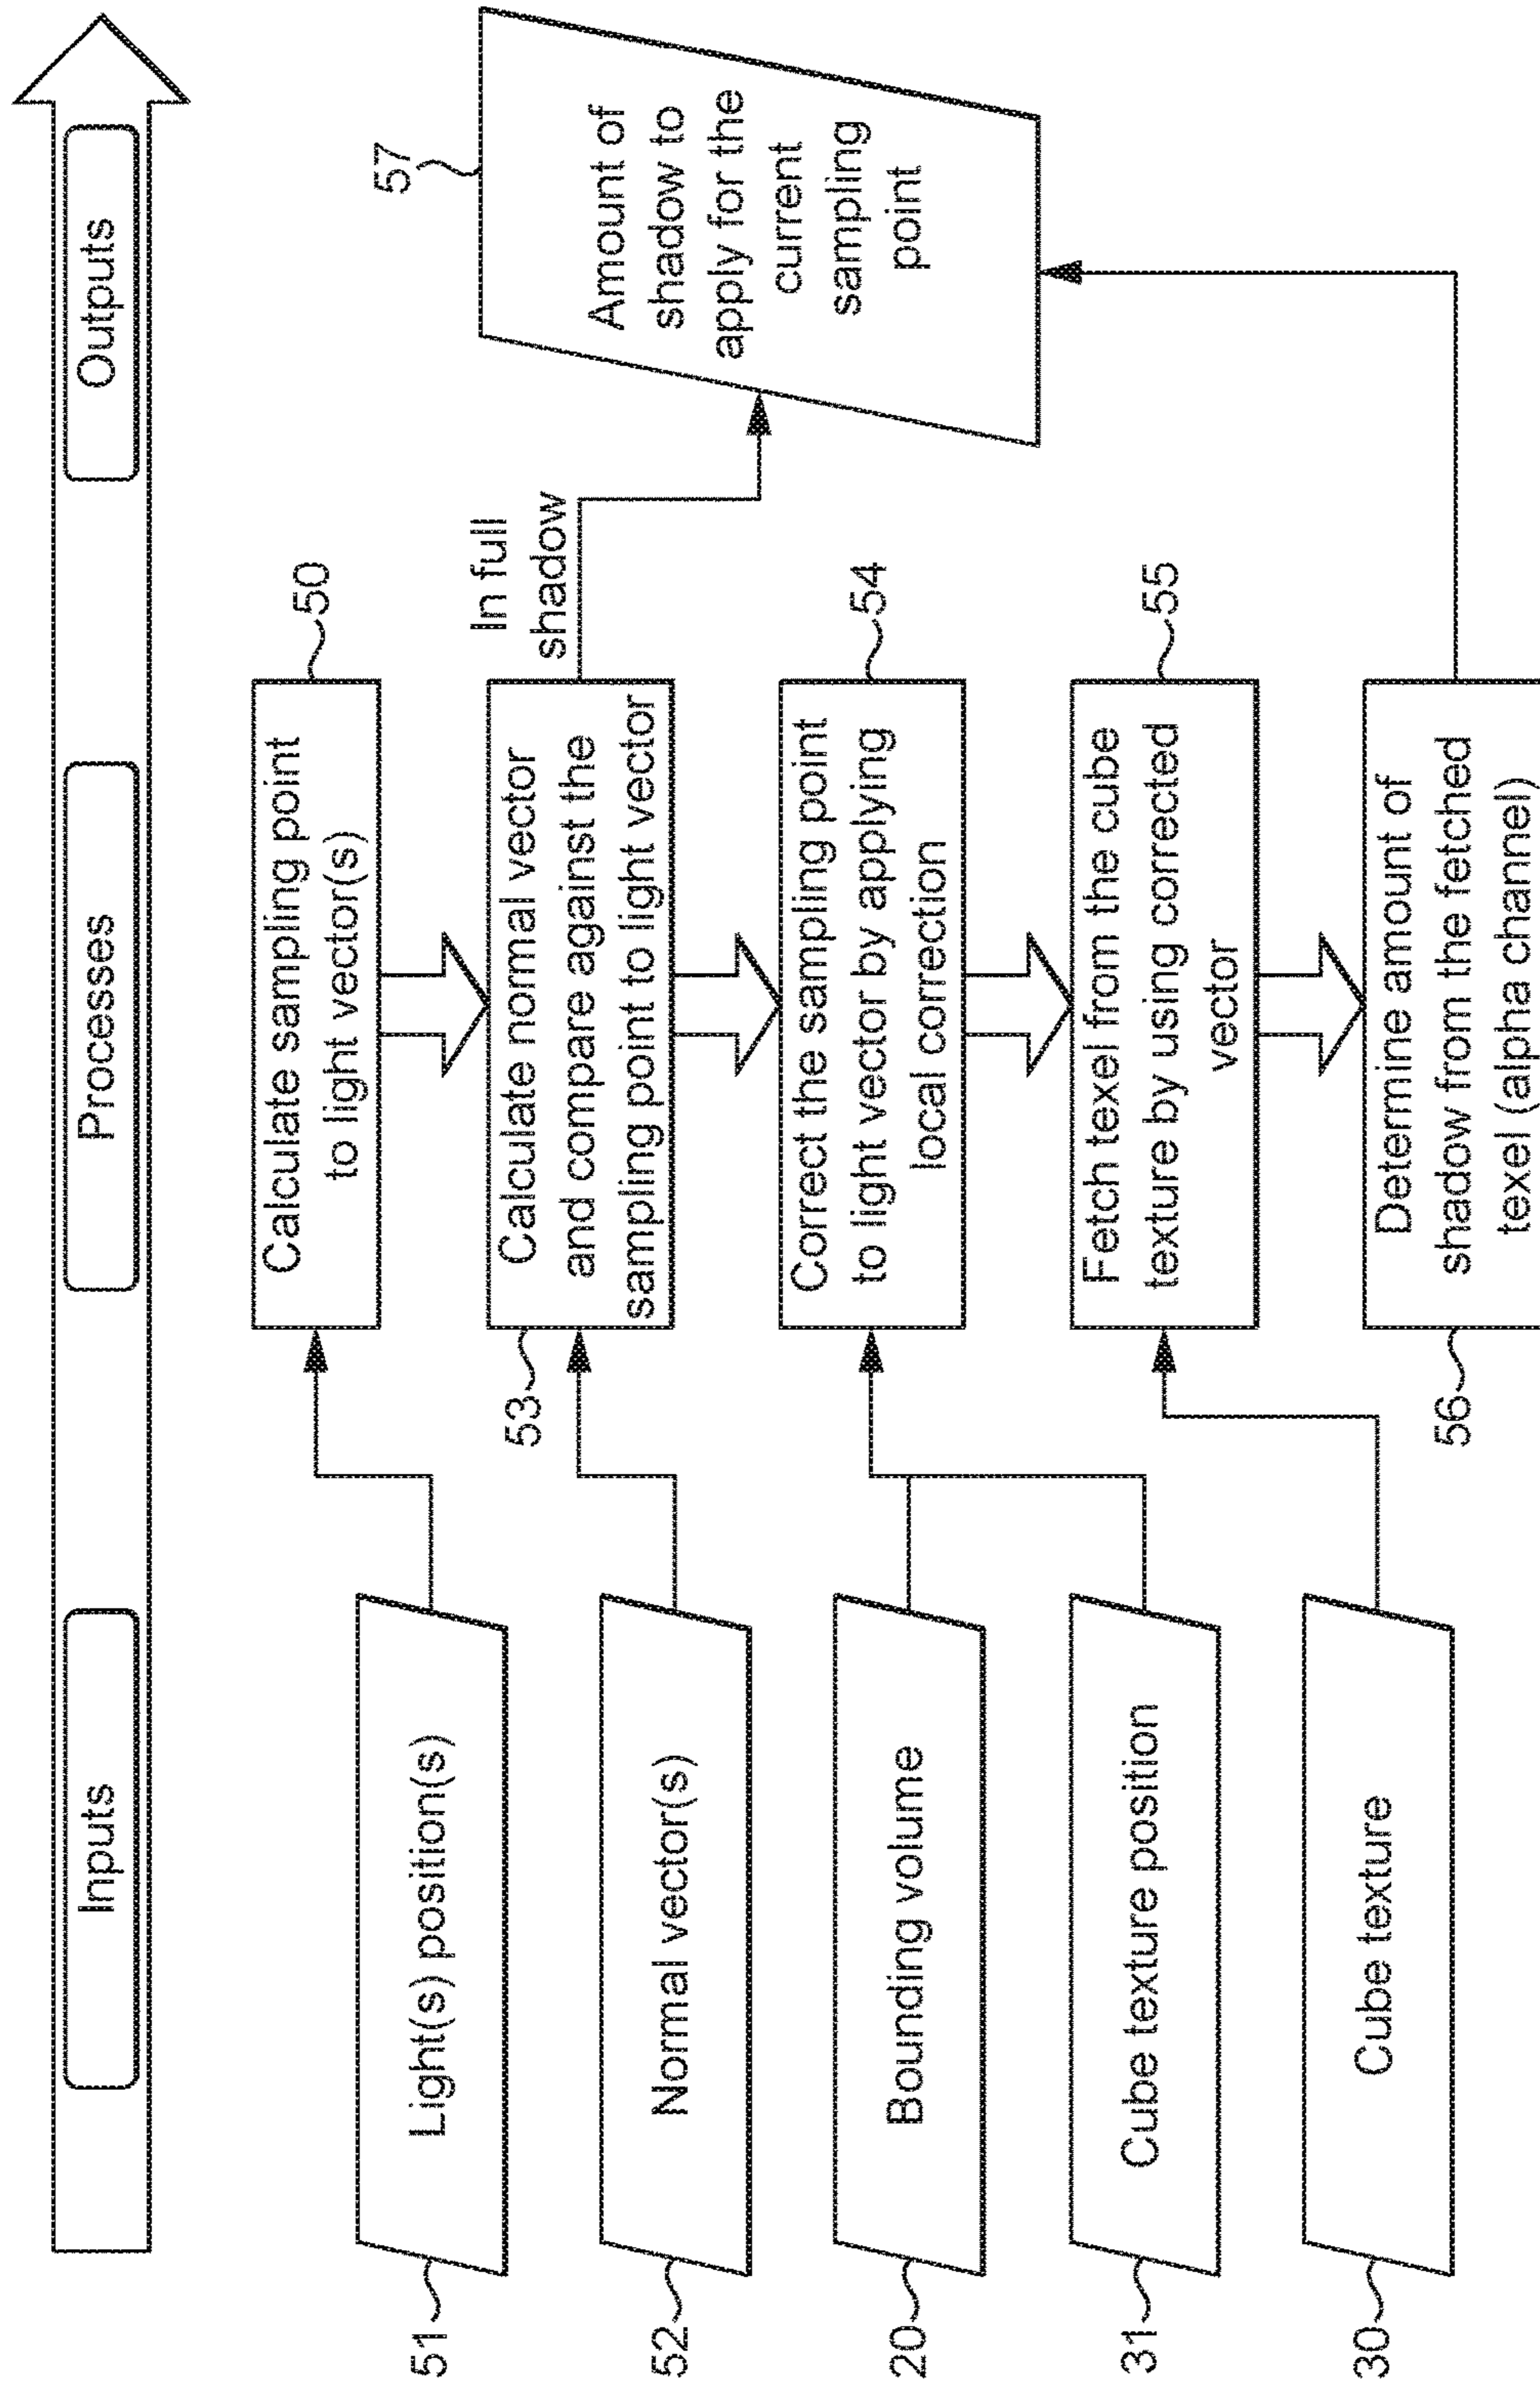 Inputs
Processes
Outputs
51
Light(s) position(s)
52
Normal vector(s)
20
Bounding volume
31
Cube texture position
30
Cube texture
Calculate sampling point
to light vector(s)
50
53
Calculate normal vector
and compare against the
sampling point to light vector
In full
shadow
Correct the sampling point
to light vector by applying
local correction
54
Fetch texel from the cube
texture by using corrected
vector
55
56
Determine amount of
shadow from the fetched
texel (alpha channel)
57
Amount of
shadow to
apply for the
current
sampling
point